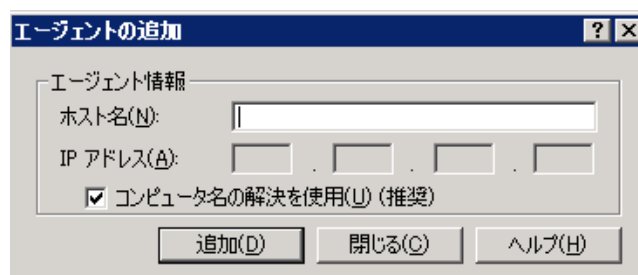 エージェントの追加
エージェント情報
ホスト名(N):
IP アドレス(A): . . .
コンピュータ名の解決を使用(U) (推奨)
追加(D) 閉じる(C) ヘルプ(H)